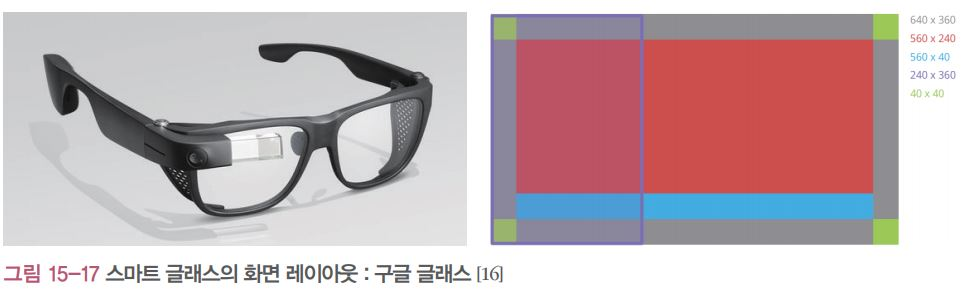 640 x 360
560 x 240
560 x 40
240 x 360
40 x 40
그림 15-17 스마트 글래스의 화면 레이아웃 : 구글 글래스 [16]